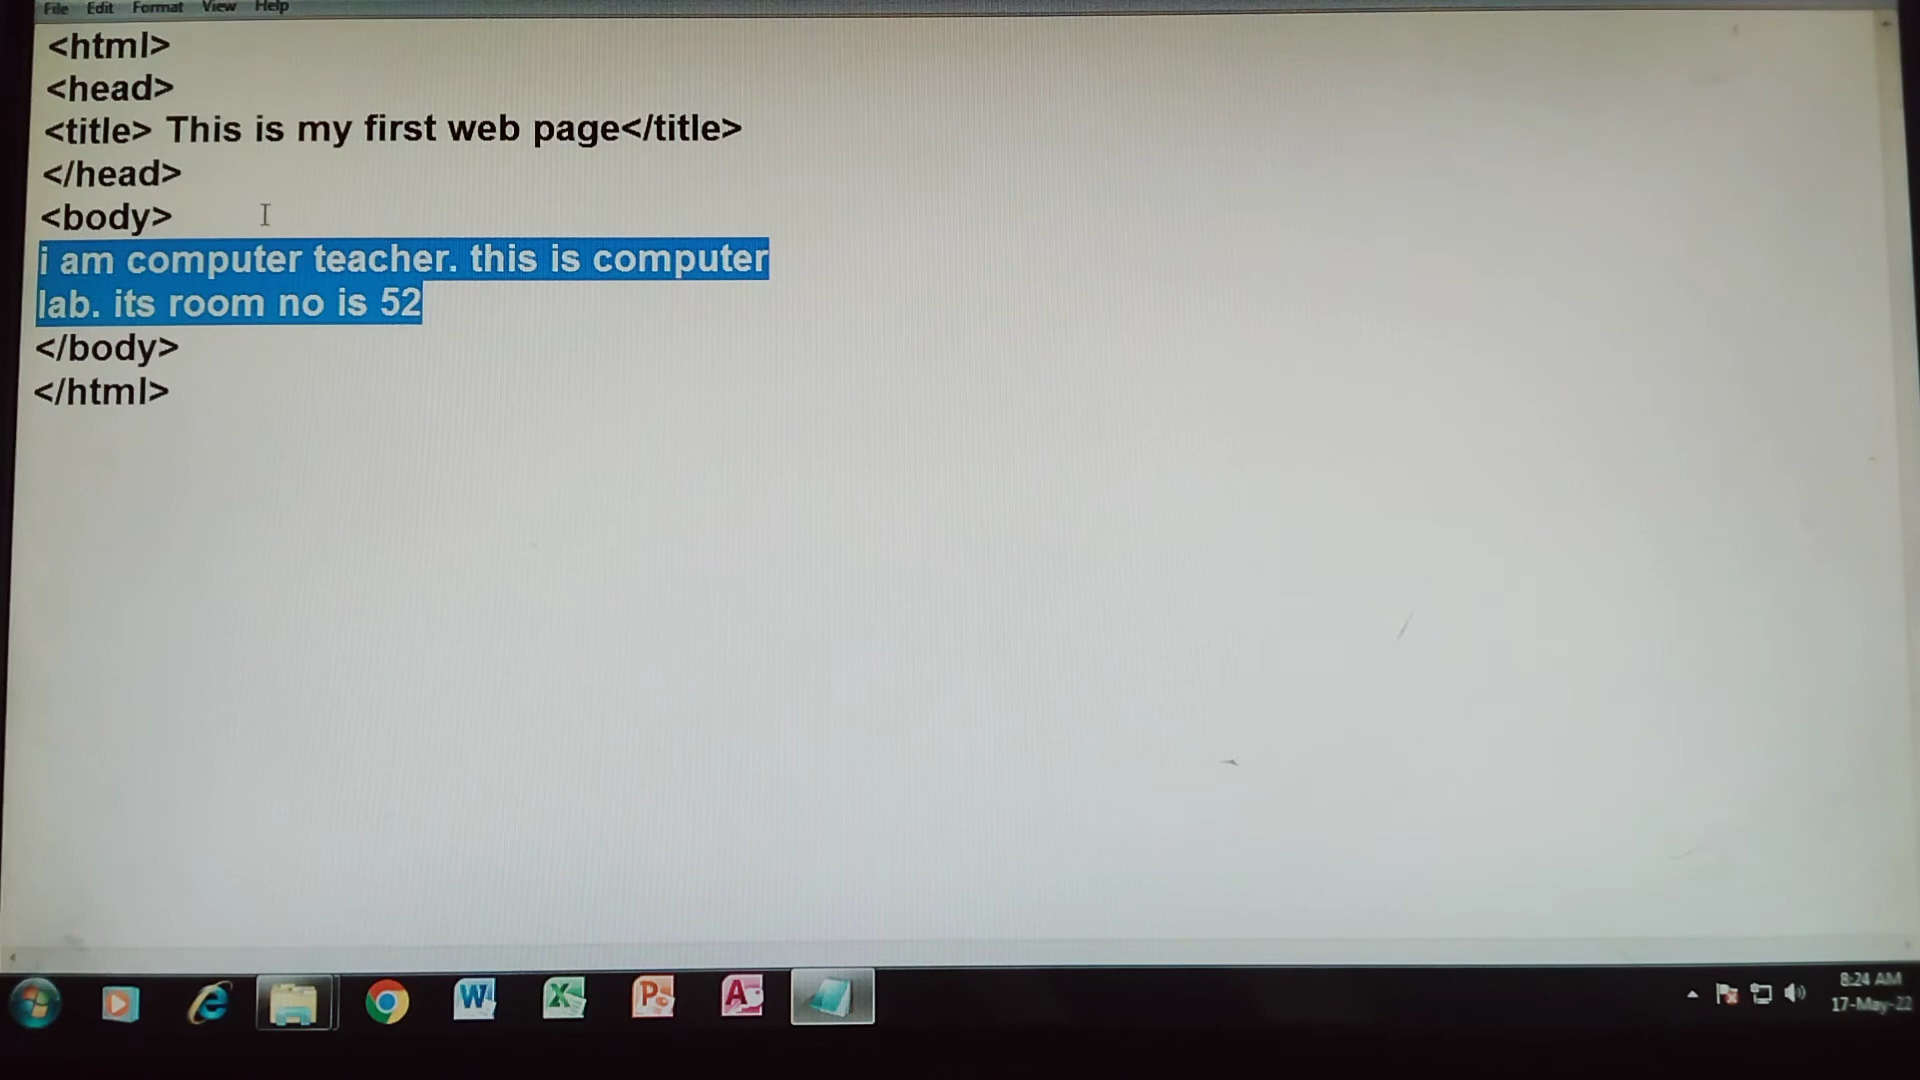 File Edit Format View Help
<html>
<head>
<title> This is my first web page</title>
</head>
<body>
i am computer teacher. this is computer
lab. its room no is 52
</body>
</html>
8:24 AM
17-May-22